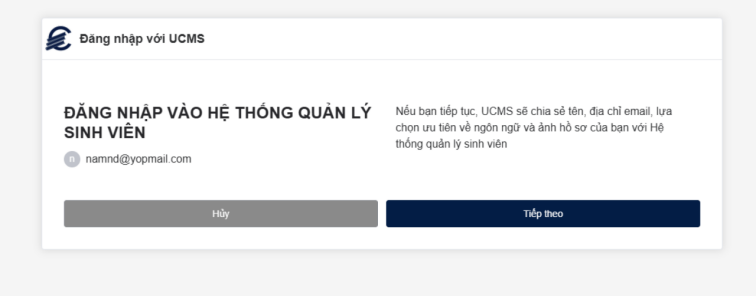 Đăng nhập với UCMS
ĐĂNG NHẬP VÀO HỆ THỐNG QUẢN LÝ
SINH VIÊN
n namnd@yopmail.com
Nếu bạn tiếp tục, UCMS sẽ chia sẻ tên, địa chỉ email, lựa
chọn ưu tiên về ngôn ngữ và ảnh hồ sơ của bạn với Hệ
thống quản lý sinh viên
Hủy
Tiếp theo